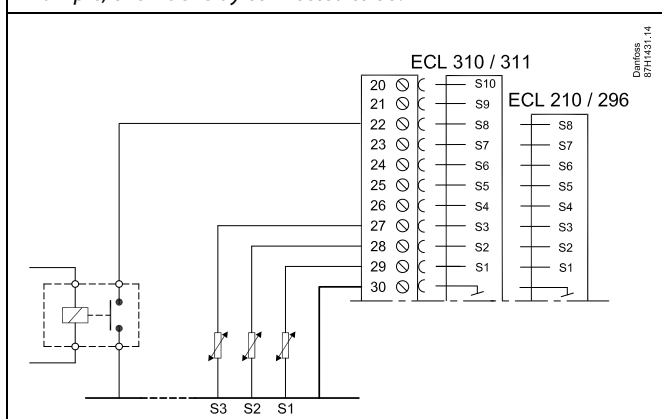 Danfoss
87H1431.14
ECL 310 / 311
ECL 210 / 296
20 S10
21 S9
22 S8 S8
23 S7 S7
24 S6 S6
25 S5 S5
26 S4 S4
27 S3 S3
28 S2 S2
29 S1 S1
30
S3 S2 S1